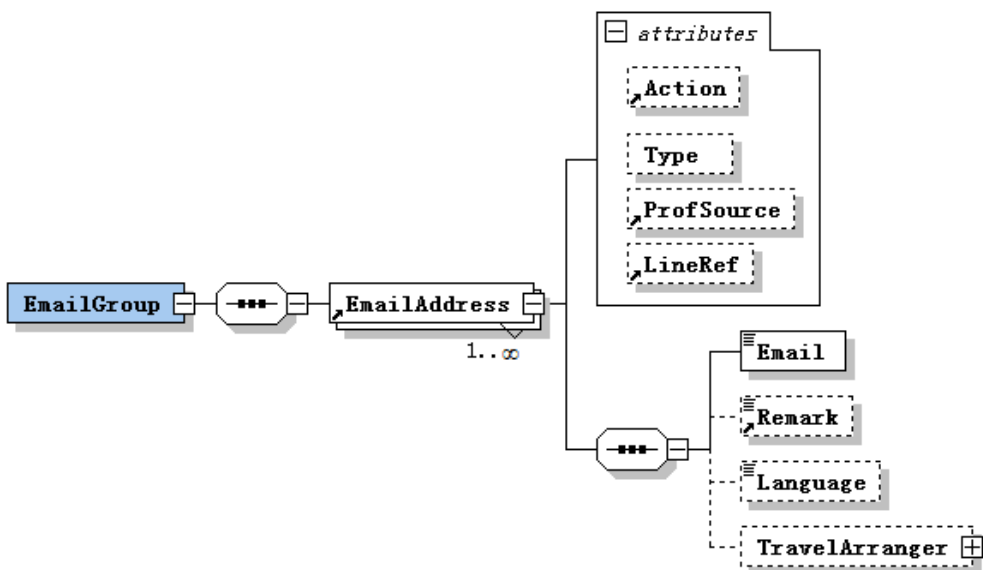 attributes
Action
Type
ProfSource
LineRef
EmailGroup
EmailAddress
1..∞
Email
Remark
Language
TravelArranger